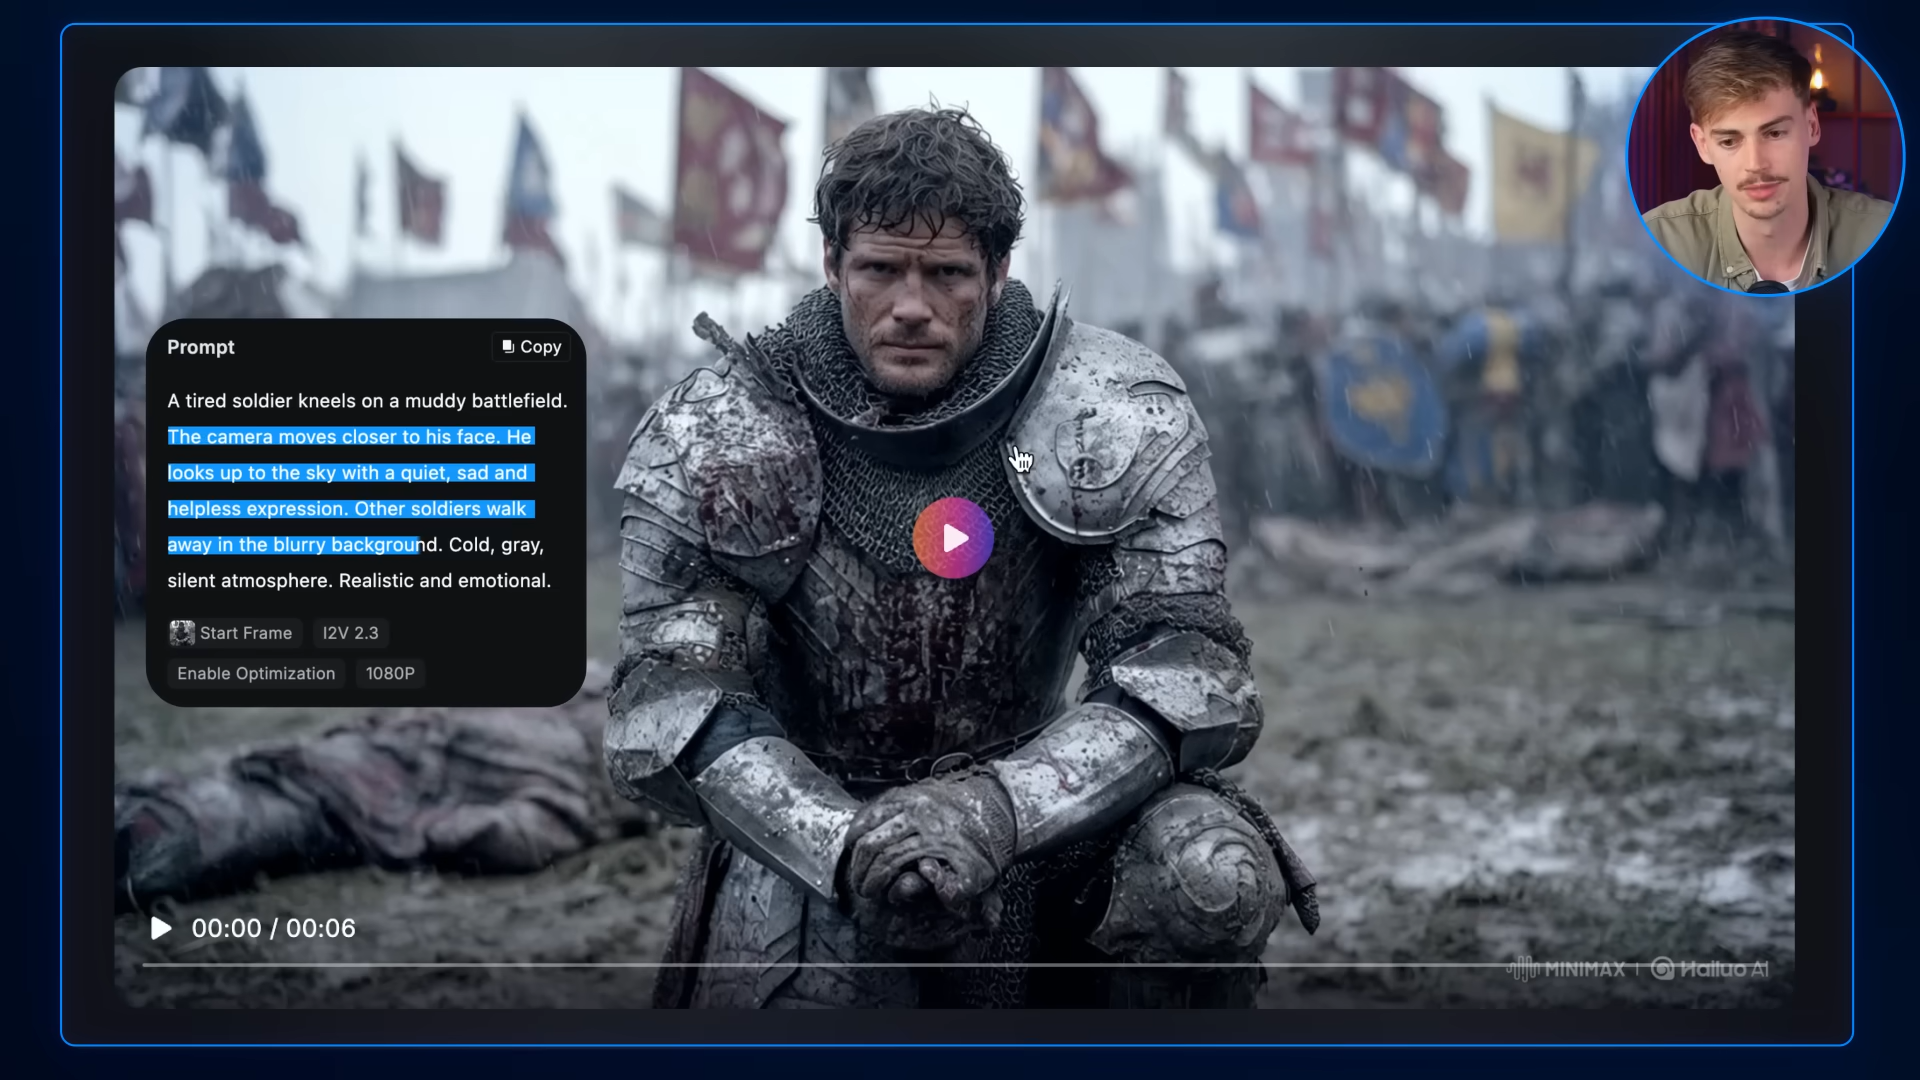 Prompt
Copy
A tired soldier kneels on a muddy battlefield.
The camera moves closer to his face. He
looks up to the sky with a quiet, sad and
helpless expression. Other soldiers walk
away in the blurry background. Cold, gray,
silent atmosphere. Realistic and emotional.
Start Frame
I2V 2.3
Enable Optimization
1080P
00:00 / 00:06
MINIMAX | Hailuo AI